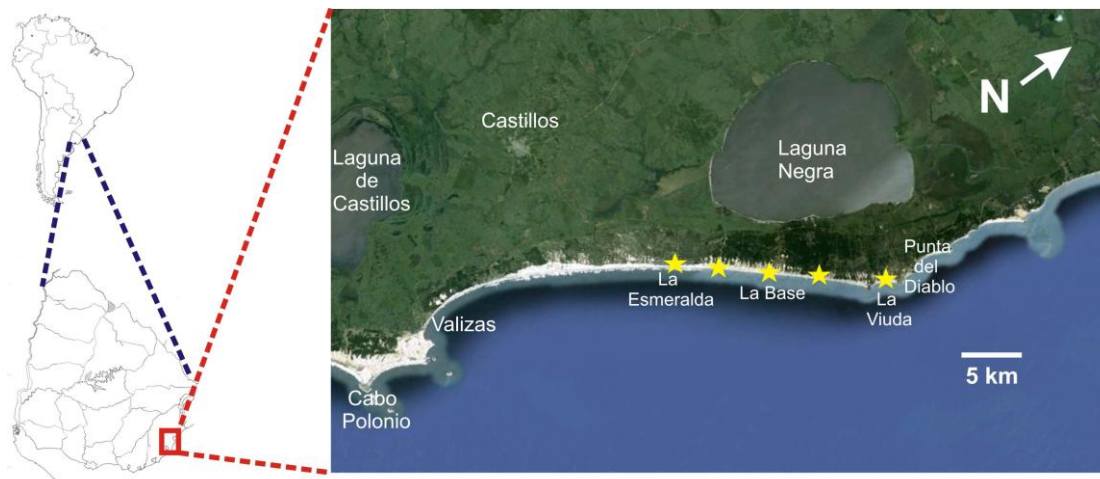 N
Castillos
Laguna
de
Castillos
Laguna
Negra
Punta
del
Diablo
La
Esmeralda
La Base
La
Viuda
Valizas
5 km
Cabo
Polonio